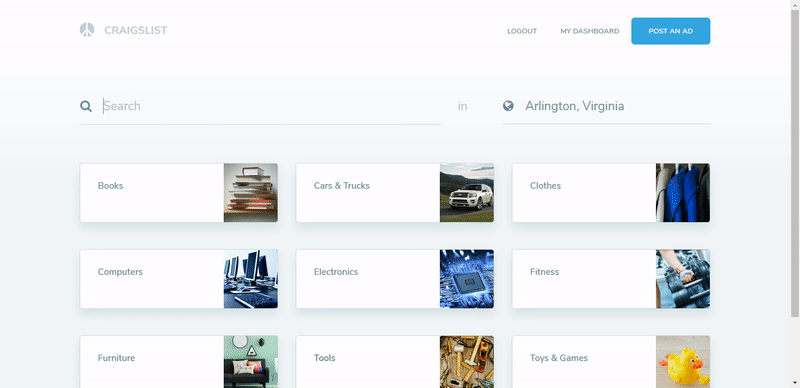 CRAIGSLIST
LOGOUT
MY DASHBOARD
POST AN AD
Search
in
Arlington, Virginia
Books
Cars & Trucks
Clothes
Computers
Electronics
Fitness
Furniture
Tools
Toys & Games